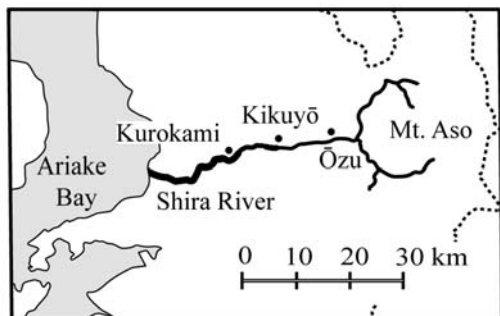 Kikuyō
Kurokami
Mt. Aso
Ōzu
Ariake
Bay
Shira River
0 10 20 30 km